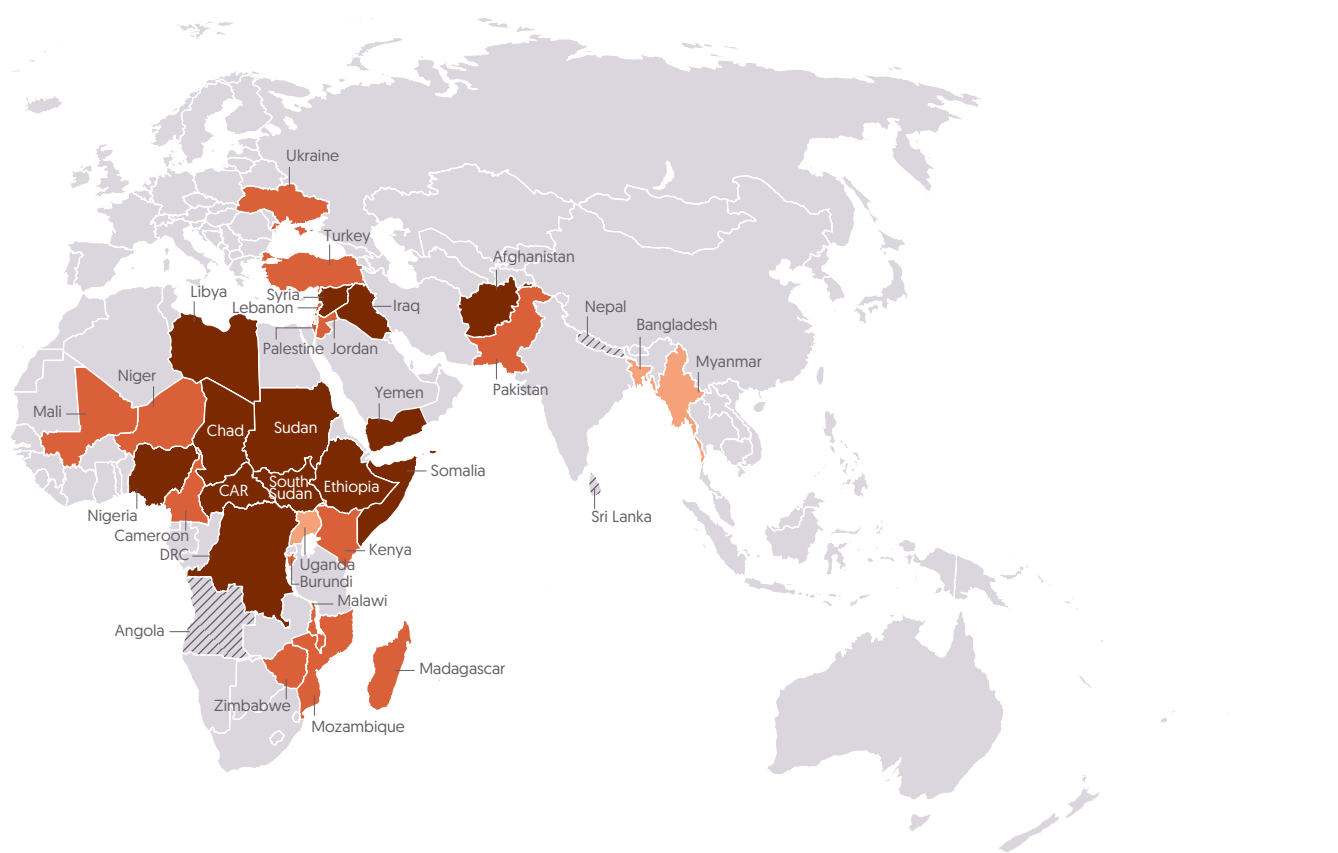 Ukraine
Turkey
Afghanistan
Libya
Syria
Lebanon
Iraq
Nepal
Bangladesh
Palestine
Jordan
Myanmar
Niger
Pakistan
Yemen
Mali
Chad
Sudan
Somalia
CAR
South
Sudan
Ethiopia
Nigeria
Sri Lanka
Cameroon
DRC
Kenya
Uganda
Burundi
Malawi
Angola
Madagascar
Zimbabwe
Mozambique